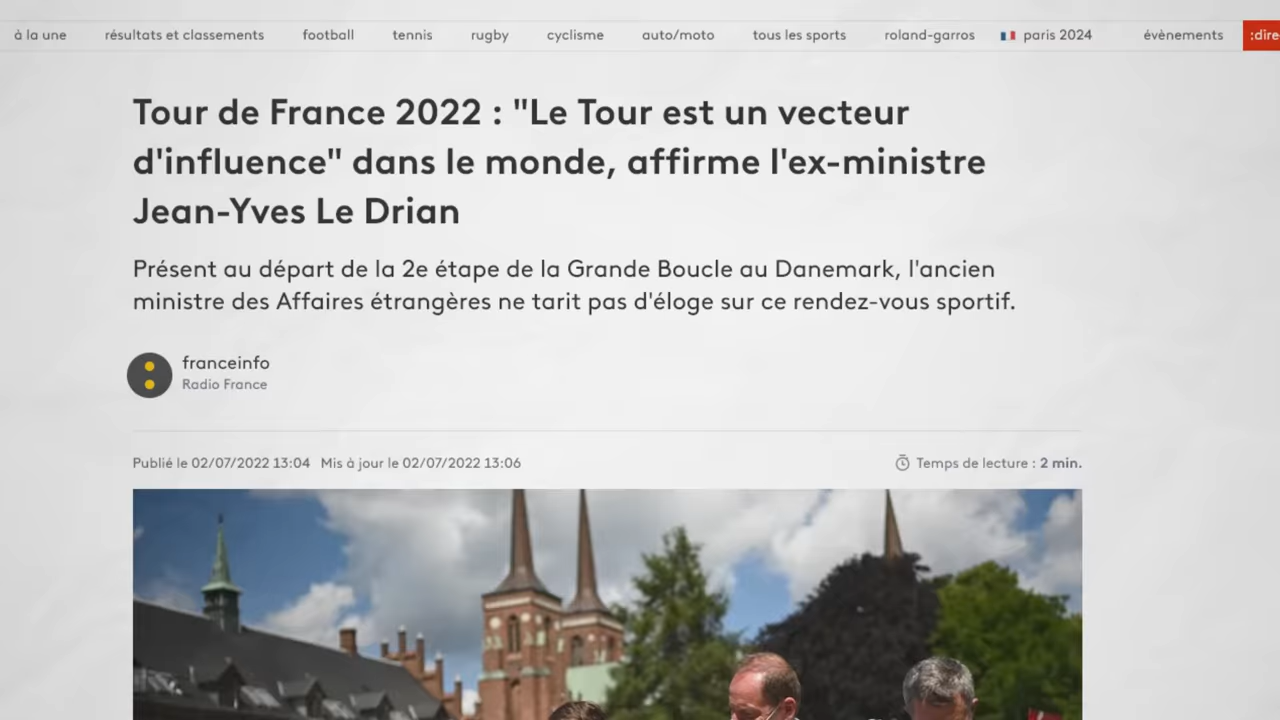 à la une résultats et classements football tennis rugby cyclisme auto/moto tous les sports roland-garros paris 2024 évènements :dire
Tour de France 2022 : "Le Tour est un vecteur
d'influence" dans le monde, affirme l'ex-ministre
Jean-Yves Le Drian
Présent au départ de la 2e étape de la Grande Boucle au Danemark, l'ancien
ministre des Affaires étrangères ne tarit pas d'éloge sur ce rendez-vous sportif.
franceinfo
Radio France
Publié le 02/07/2022 13:04 Mis à jour le 02/07/2022 13:06 Temps de lecture : 2 min.